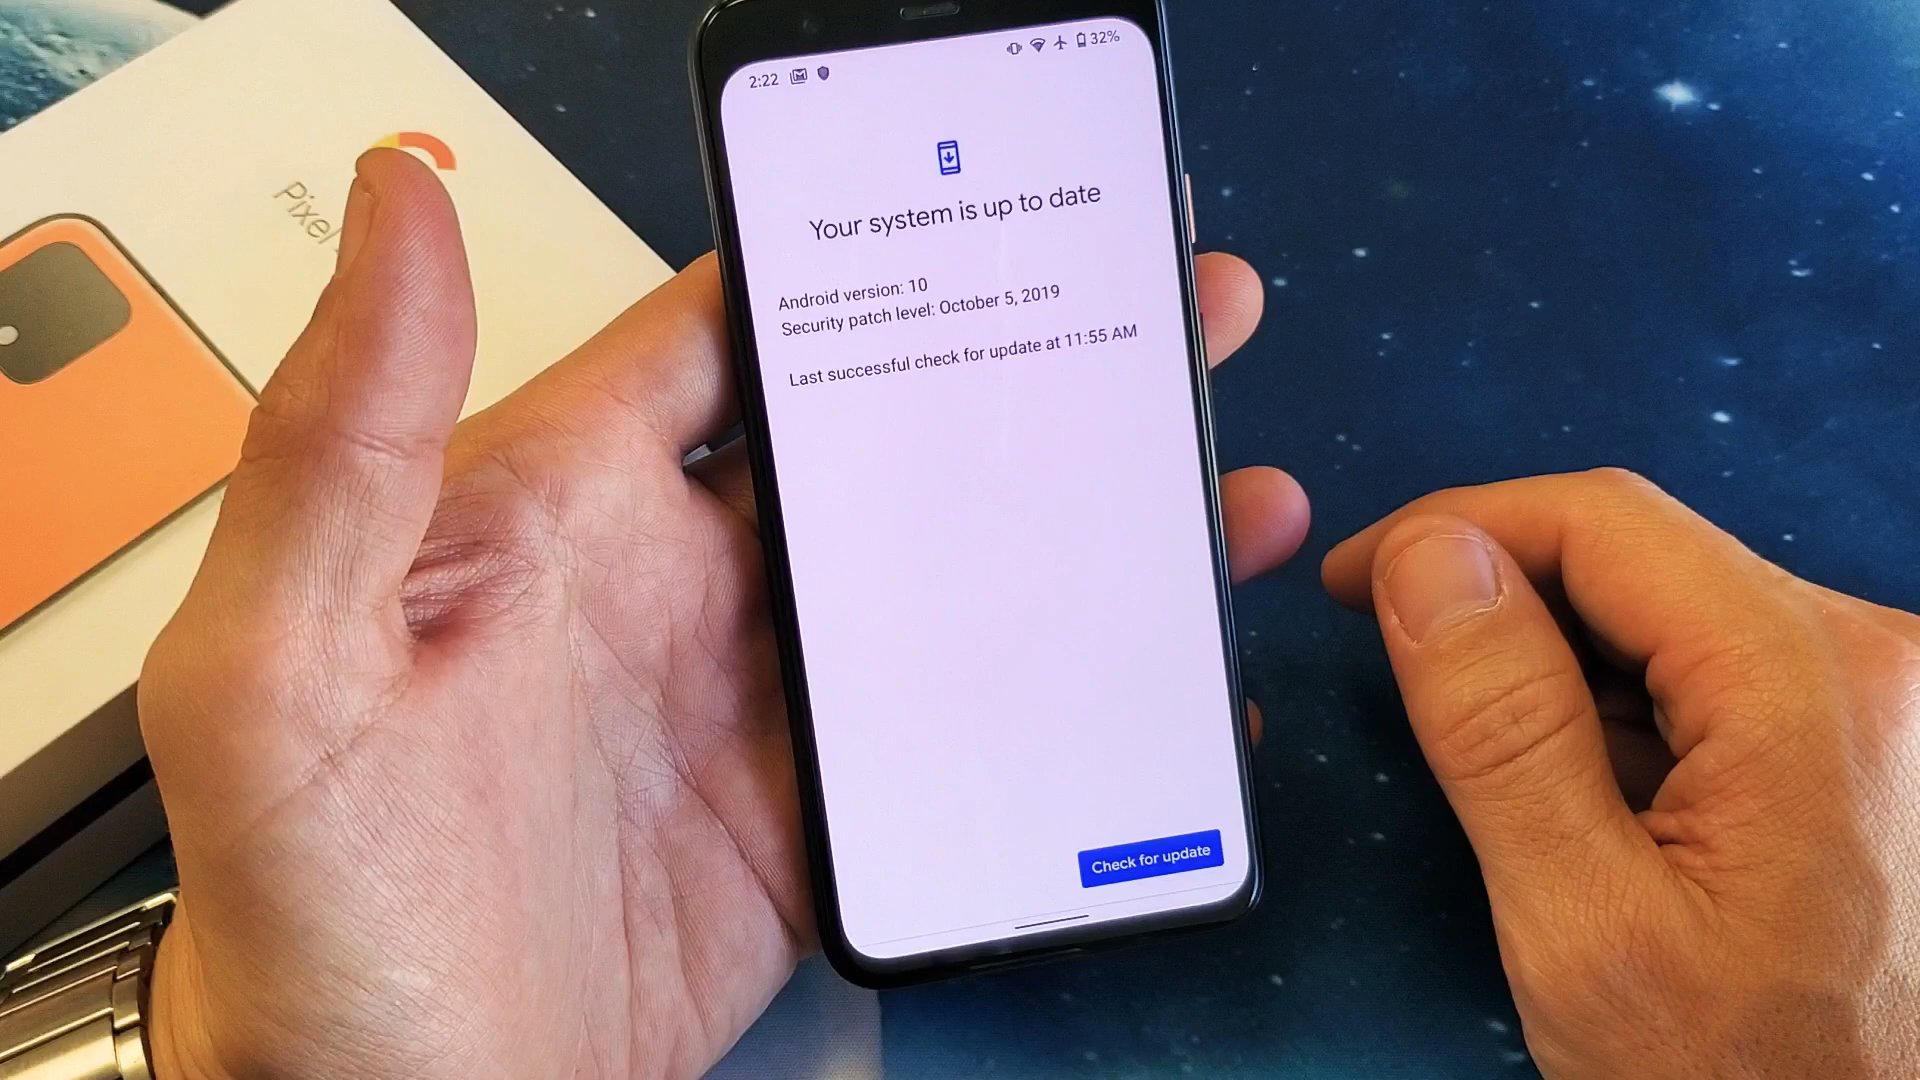 2:22
32%
Your system is up to date
Android version: 10
Security patch level: October 5, 2019
Last successful check for update at 11:55 AM
Check for update
Pixel